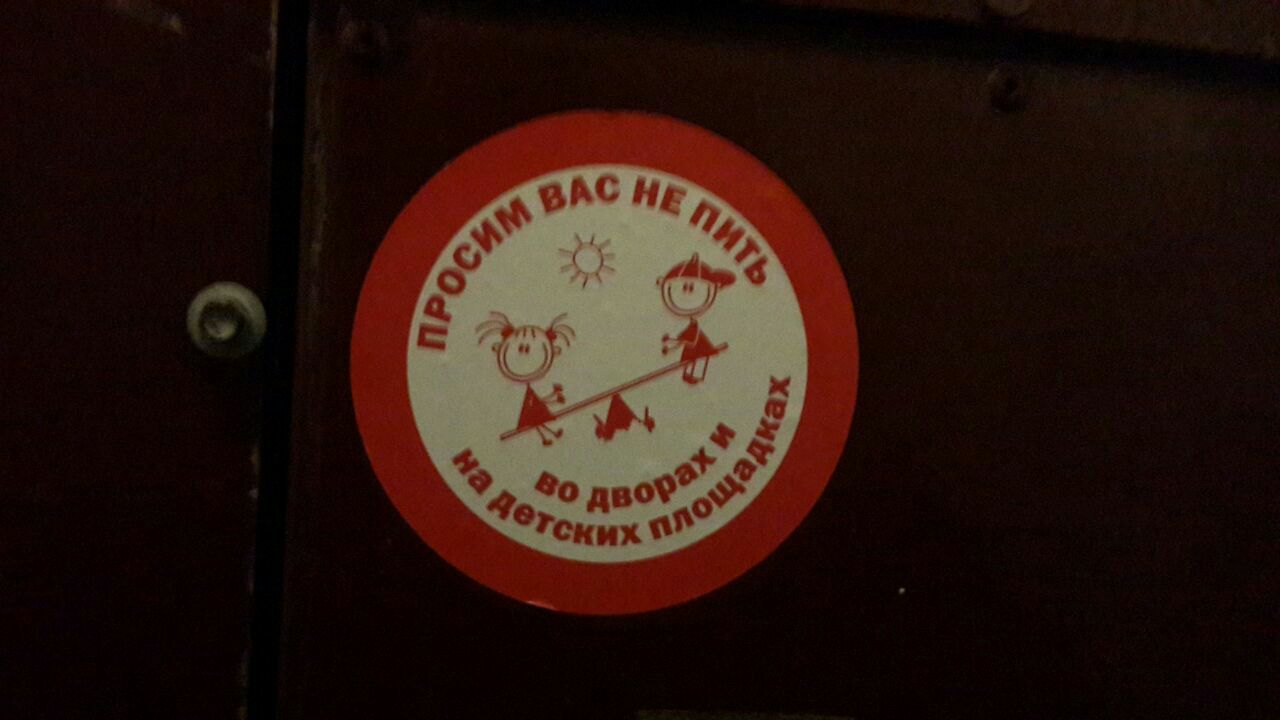 ПРОСИМ ВАС НЕ ПИТЬ
во дворах и
на детских площадках